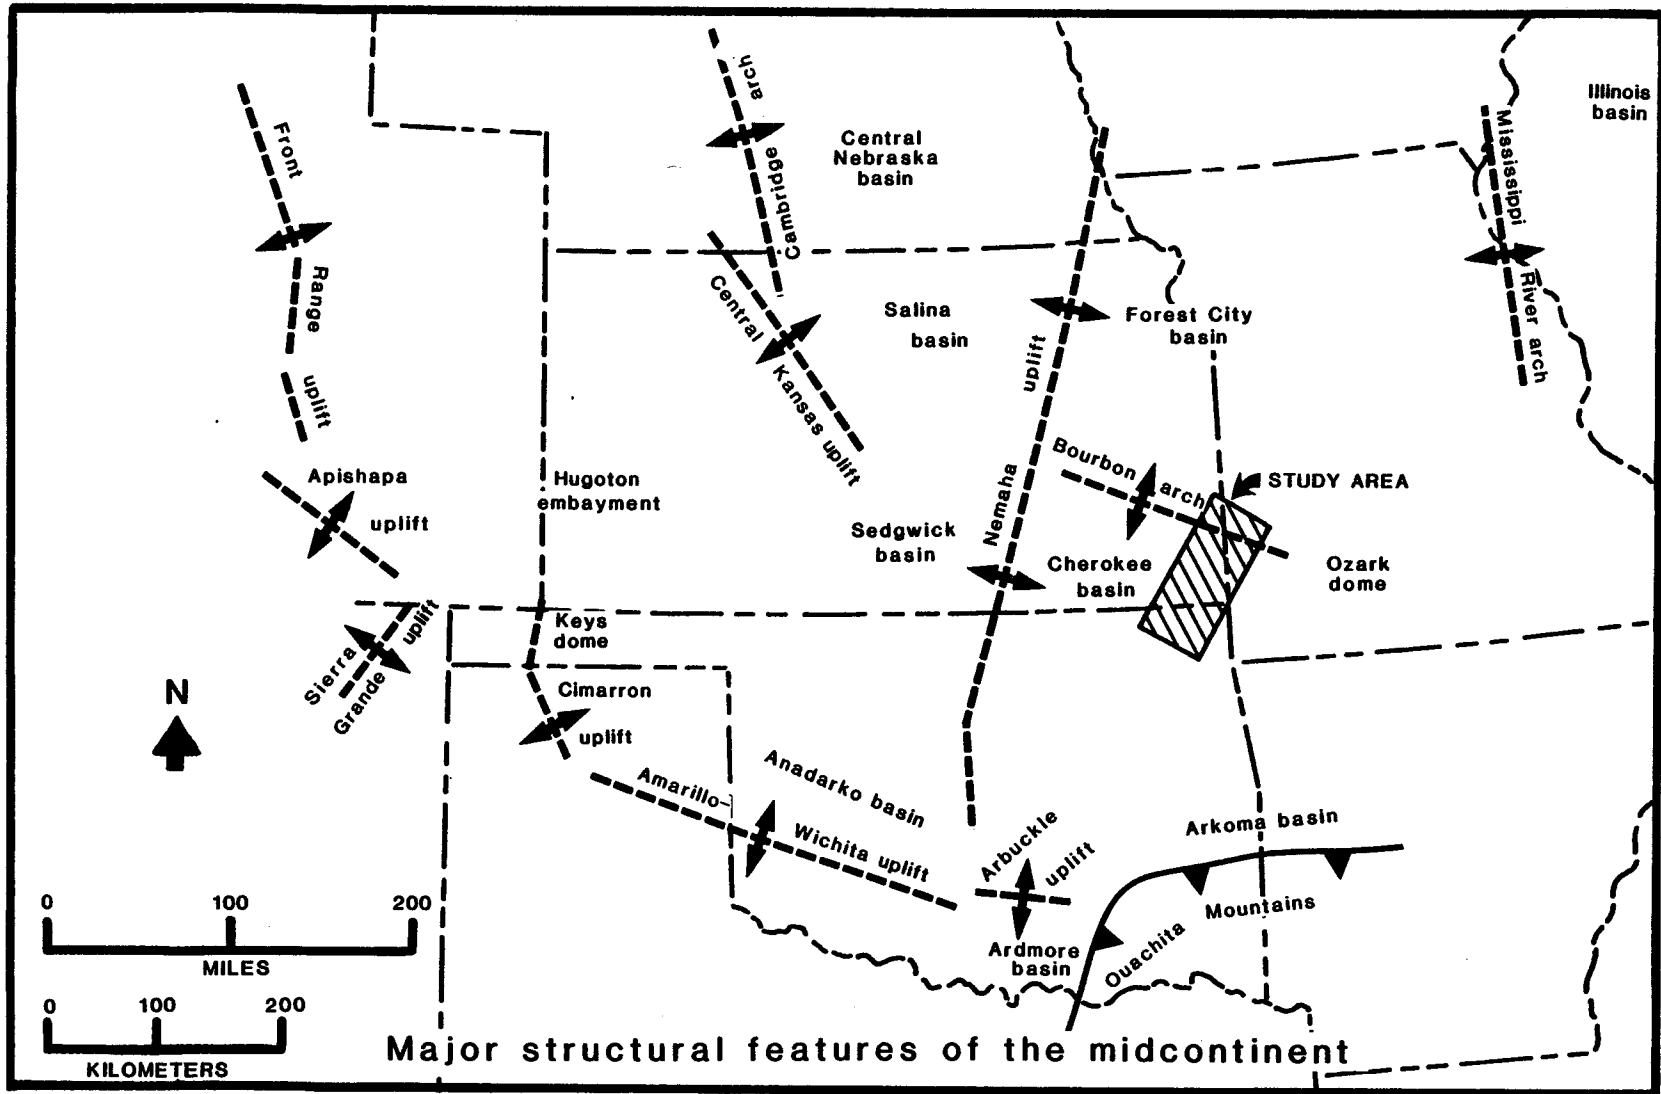 Front
Range
uplift
arch
Cambridge
Central
Nebraska
basin
Illinois
basin
Mississippi
River arch
Central
Kansas uplift
Salina
basin
Forest City
basin
Nemaha
uplift
Bourbon
arch
STUDY AREA
Apishapa
uplift
Hugoton
embayment
Sedgwick
basin
Cherokee
basin
Ozark
dome
Sierra
Grande
uplift
Keys
dome
Cimarron
uplift
N
Amarillo-
Wichita uplift
Anadarko basin
Arbuckle
uplift
Arkoma basin
Ardmore
basin
Ouachita
Mountains
0 100 200
MILES
0 100 200
KILOMETERS
Major structural features of the midcontinent